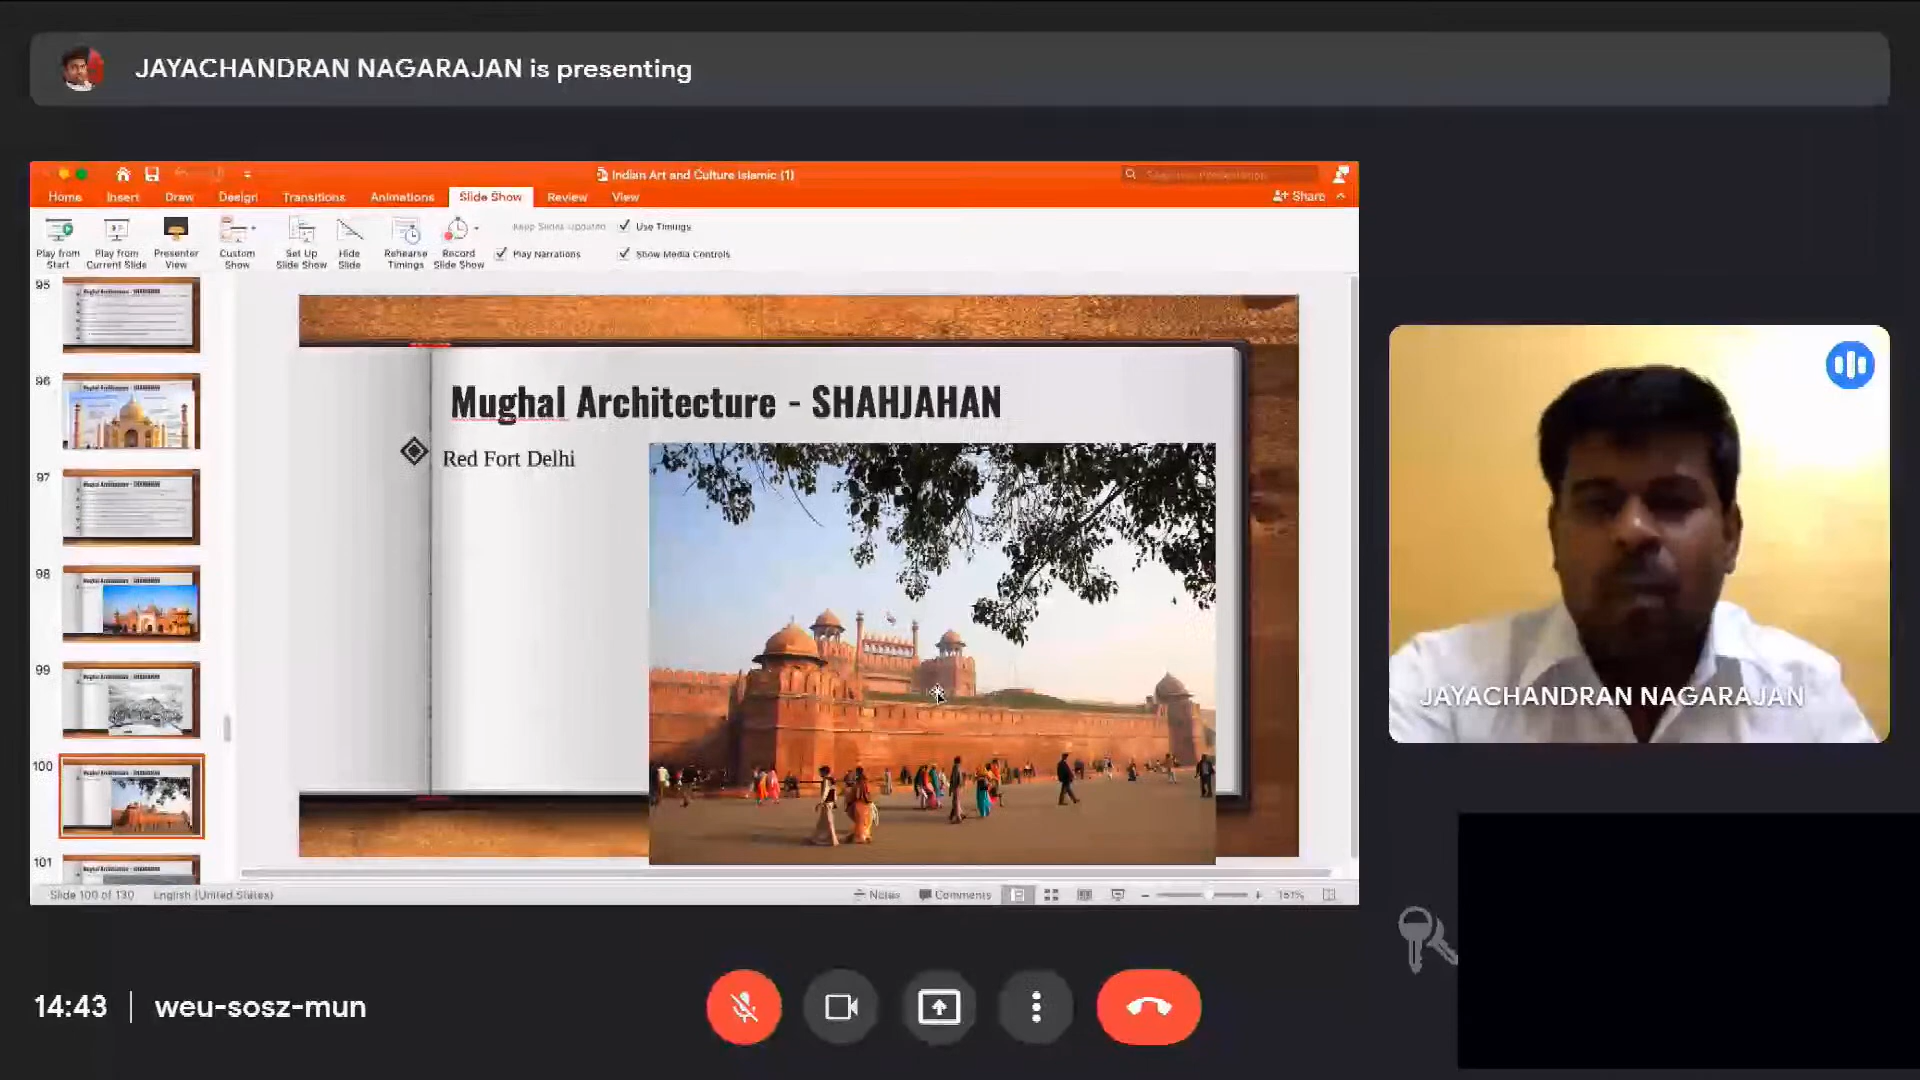 JAYACHANDRAN NAGARAJAN is presenting
Indian Art and Culture Islamic (1)
Home Insert Draw Design Transitions Animations Slide Show Review View
Share
Play from Start
Play from Current Slide
Presenter View
Custom Show
Set Up Slide Show
Hide Slide
Rehearse Timings
Record Slide Show
Keep Slides Updated
Play Narrations
Use Timings
Show Media Controls
95
96
97
98
99
100
101
Mughal Architecture - SHAHJAHAN
Red Fort Delhi
Slide 100 of 130 English (United States)
Notes Comments 161%
JAYACHANDRAN NAGARAJAN
14:43 | weu-sosz-mun